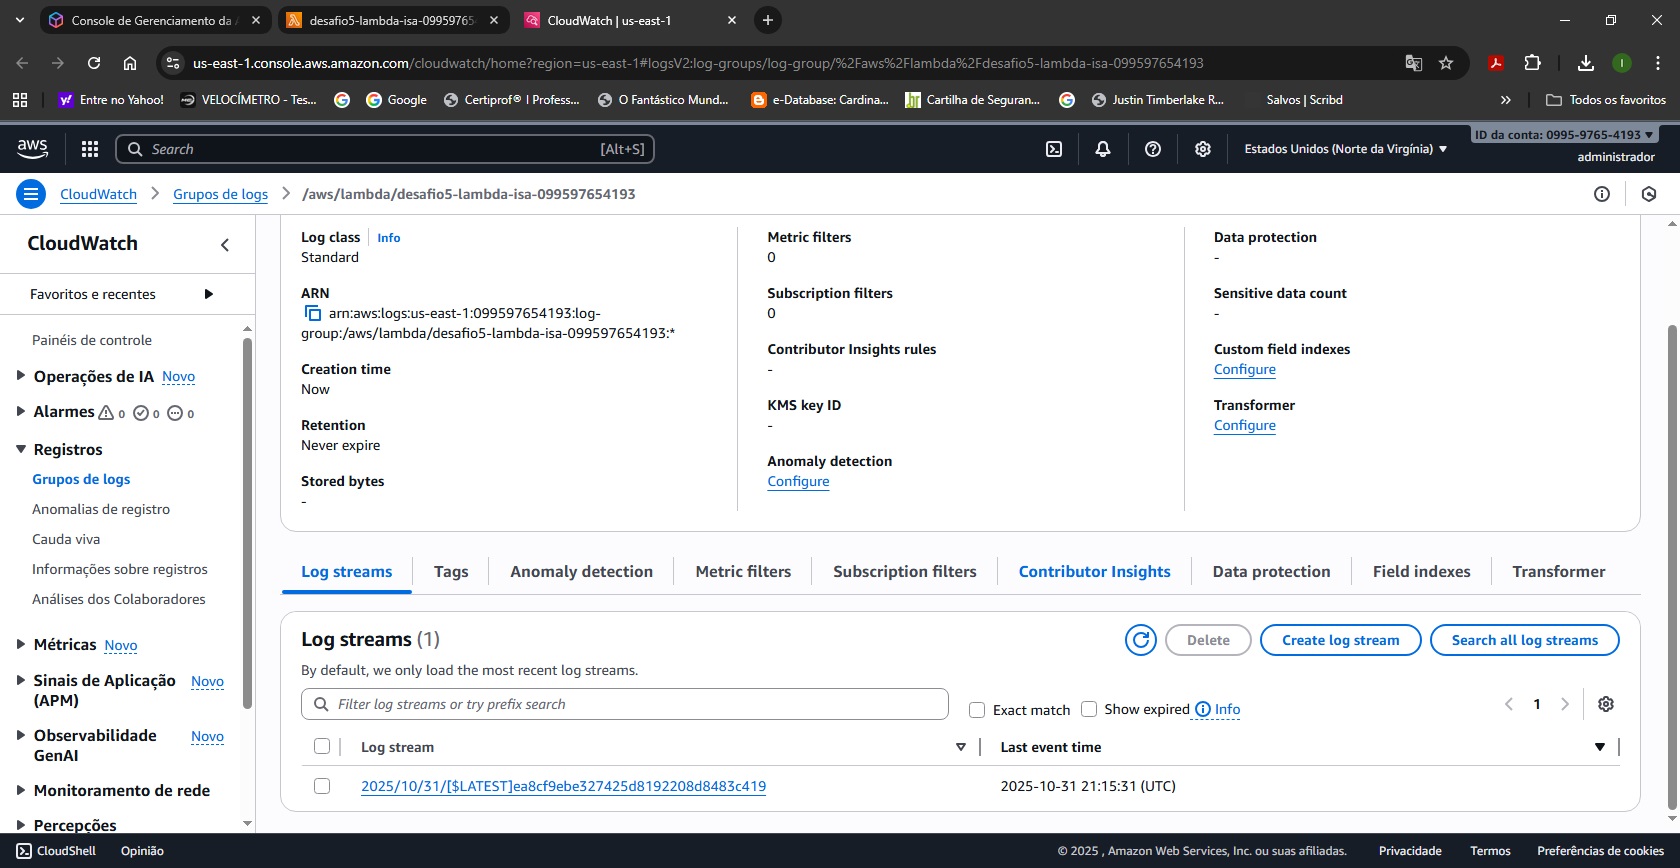 Console de Gerenciamento da A
desafio5-lambda-isa-09959765
CloudWatch | us-east-1
us-east-1.console.aws.amazon.com/cloudwatch/home?region=us-east-1#logsV2:log-groups/log-group/%2Faws%2Flambda%2Fdesafio5-lambda-isa-099597654193
Entre no Yahoo!
VELOCÍMETRO - Tes...
Google
Certiprof® I Profess...
O Fantástico Mund...
e-Database: Cardina...
Cartilha de Seguran...
Justin Timberlake R...
Salvos | Scribd
Todos os favoritos
aws
Search [Alt+S]
Estados Unidos (Norte da Virgínia)
ID da conta: 0995-9765-4193
administrador
CloudWatch
Grupos de logs
/aws/lambda/desafio5-lambda-isa-099597654193
CloudWatch
Favoritos e recentes
Painéis de controle
Operações de IA Novo
Alarmes 0 0 0
Registros
Grupos de logs
Anomalias de registro
Cauda viva
Informações sobre registros
Análises dos Colaboradores
Métricas Novo
Sinais de Aplicação Novo
(APM)
Observabilidade Novo
GenAI
Monitoramento de rede
Percepções
Log class Info
Standard
ARN
arn:aws:logs:us-east-1:099597654193:log-
group:/aws/lambda/desafio5-lambda-isa-099597654193:*
Creation time
Now
Retention
Never expire
Stored bytes
-
Metric filters
0
Subscription filters
0
Contributor Insights rules
-
KMS key ID
-
Anomaly detection
Configure
Data protection
-
Sensitive data count
-
Custom field indexes
Configure
Transformer
Configure
Log streams
Tags
Anomaly detection
Metric filters
Subscription filters
Contributor Insights
Data protection
Field indexes
Transformer
Log streams (1)
Delete
Create log stream
Search all log streams
By default, we only load the most recent log streams.
Filter log streams or try prefix search
Exact match
Show expired
Info
1
Log stream
Last event time
2025/10/31/[$LATEST]ea8cf9ebe327425d8192208d8483c419
2025-10-31 21:15:31 (UTC)
CloudShell
Opinião
© 2025 , Amazon Web Services, Inc. ou suas afiliadas.
Privacidade
Termos
Preferências de cookies